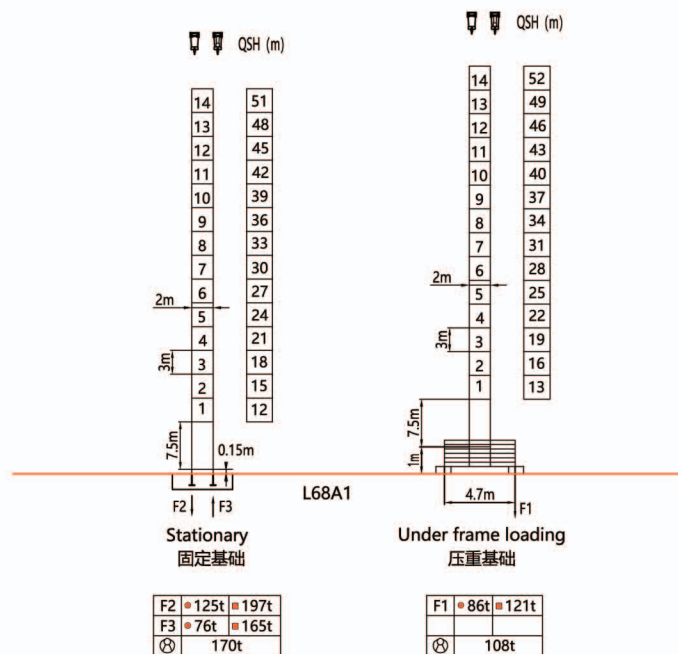 QSH (m)
14 51
13 48
12 45
11 42
10 39
9 36
8 33
7 30
6 27
5 24
4 21
3 18
2 15
1 12
2m
3m
7.5m
0.15m
F2 F3
Stationary
固定基础
F2 125t 197t
F3 76t 165t
170t
L68A1
QSH (m)
14 52
13 49
12 46
11 43
10 40
9 37
8 34
7 31
6 28
5 25
4 22
3 19
2 16
1 13
2m
3m
7.5m
1m
4.7m
F1
Under frame loading
压重基础
F1 86t 121t
108t